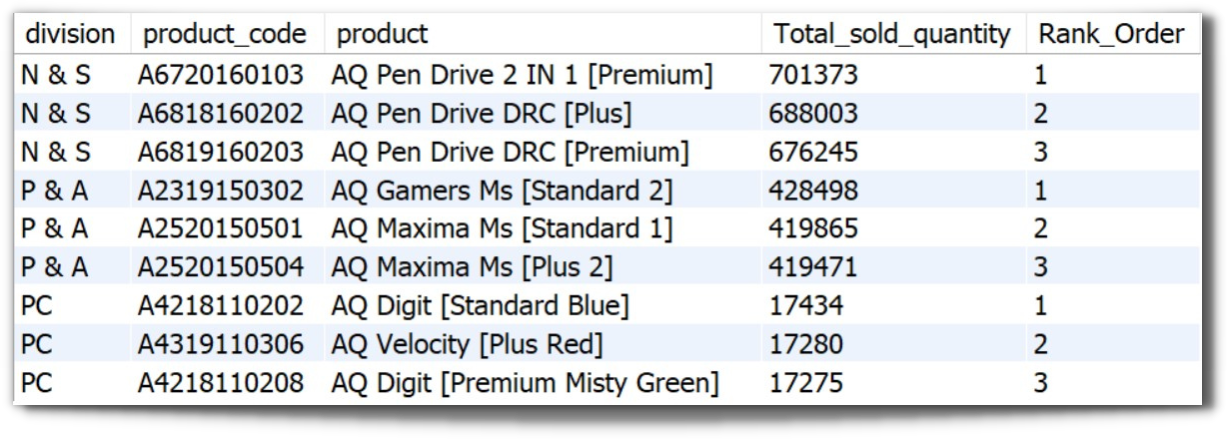 division product_code product Total_sold_quantity Rank_Order
N & S A6720160103 AQ Pen Drive 2 IN 1 [Premium] 701373 1
N & S A6818160202 AQ Pen Drive DRC [Plus] 688003 2
N & S A6819160203 AQ Pen Drive DRC [Premium] 676245 3
P & A A2319150302 AQ Gamers Ms [Standard 2] 428498 1
P & A A2520150501 AQ Maxima Ms [Standard 1] 419865 2
P & A A2520150504 AQ Maxima Ms [Plus 2] 419471 3
PC A4218110202 AQ Digit [Standard Blue] 17434 1
PC A4319110306 AQ Velocity [Plus Red] 17280 2
PC A4218110208 AQ Digit [Premium Misty Green] 17275 3